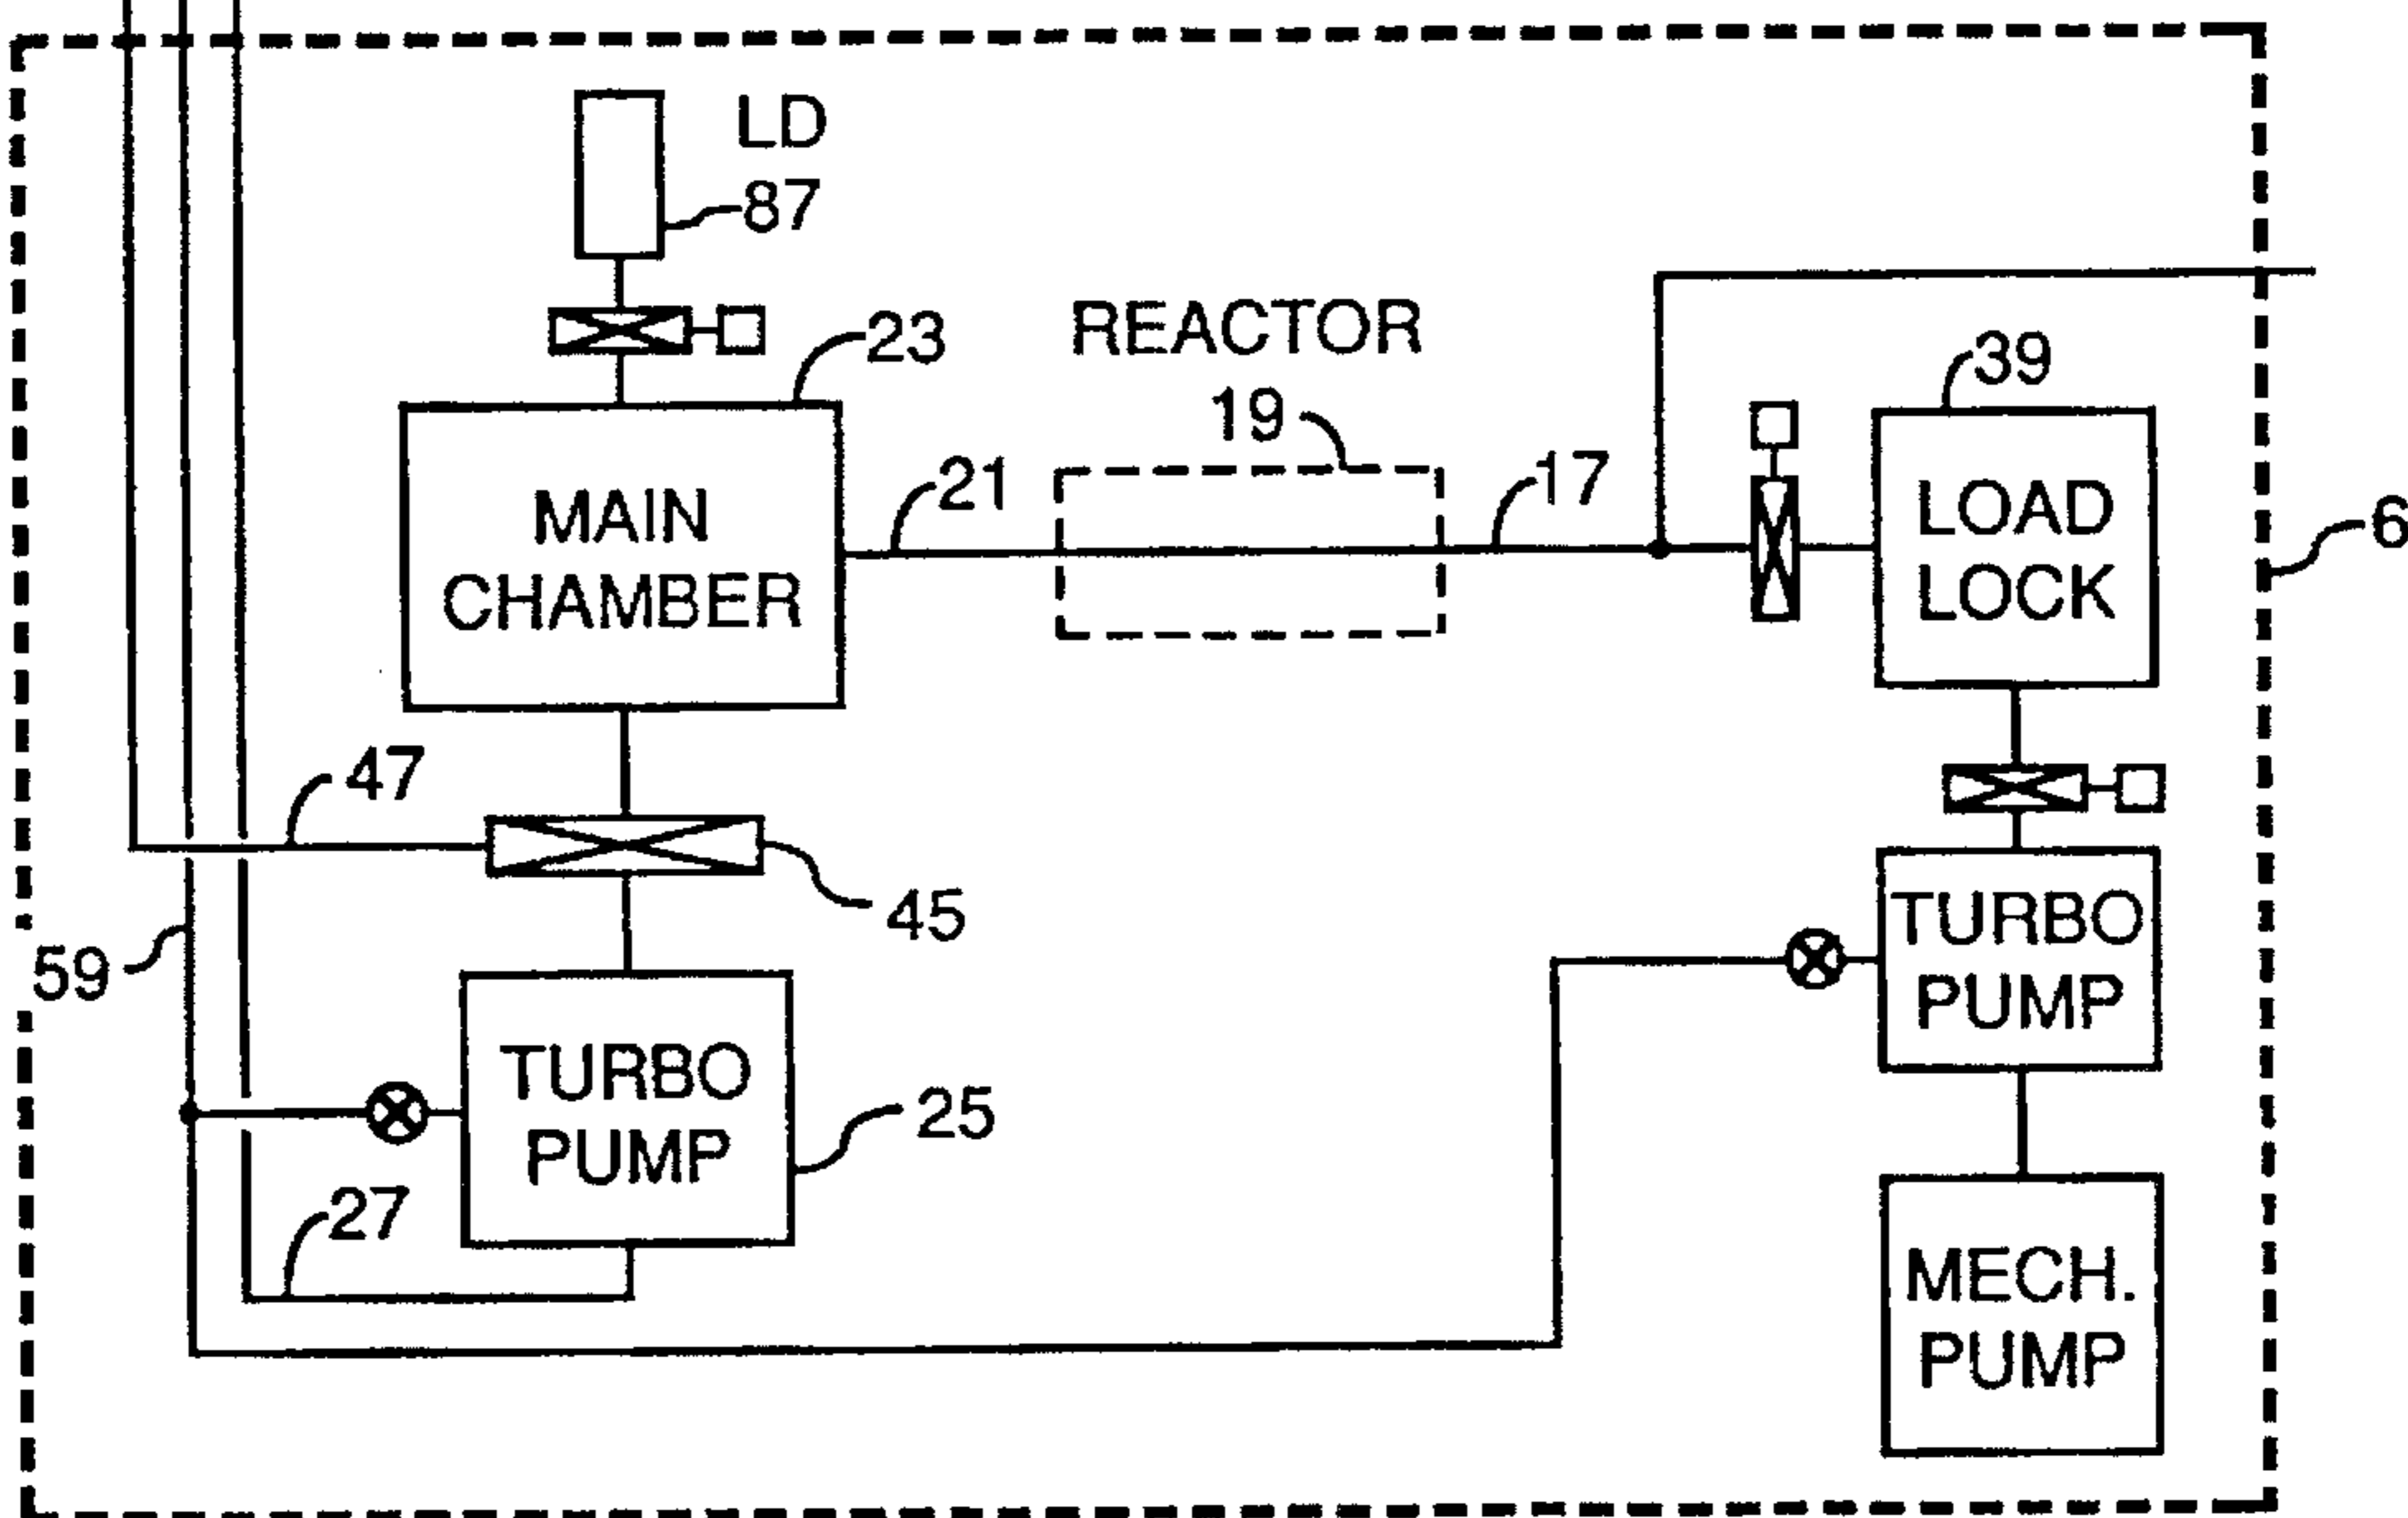 LD
87
23
REACTOR
19
39
MAIN
CHAMBER
21
17
LOAD
LOCK
6
47
45
59
TURBO
PUMP
25
TURBO
PUMP
27
MECH.
PUMP